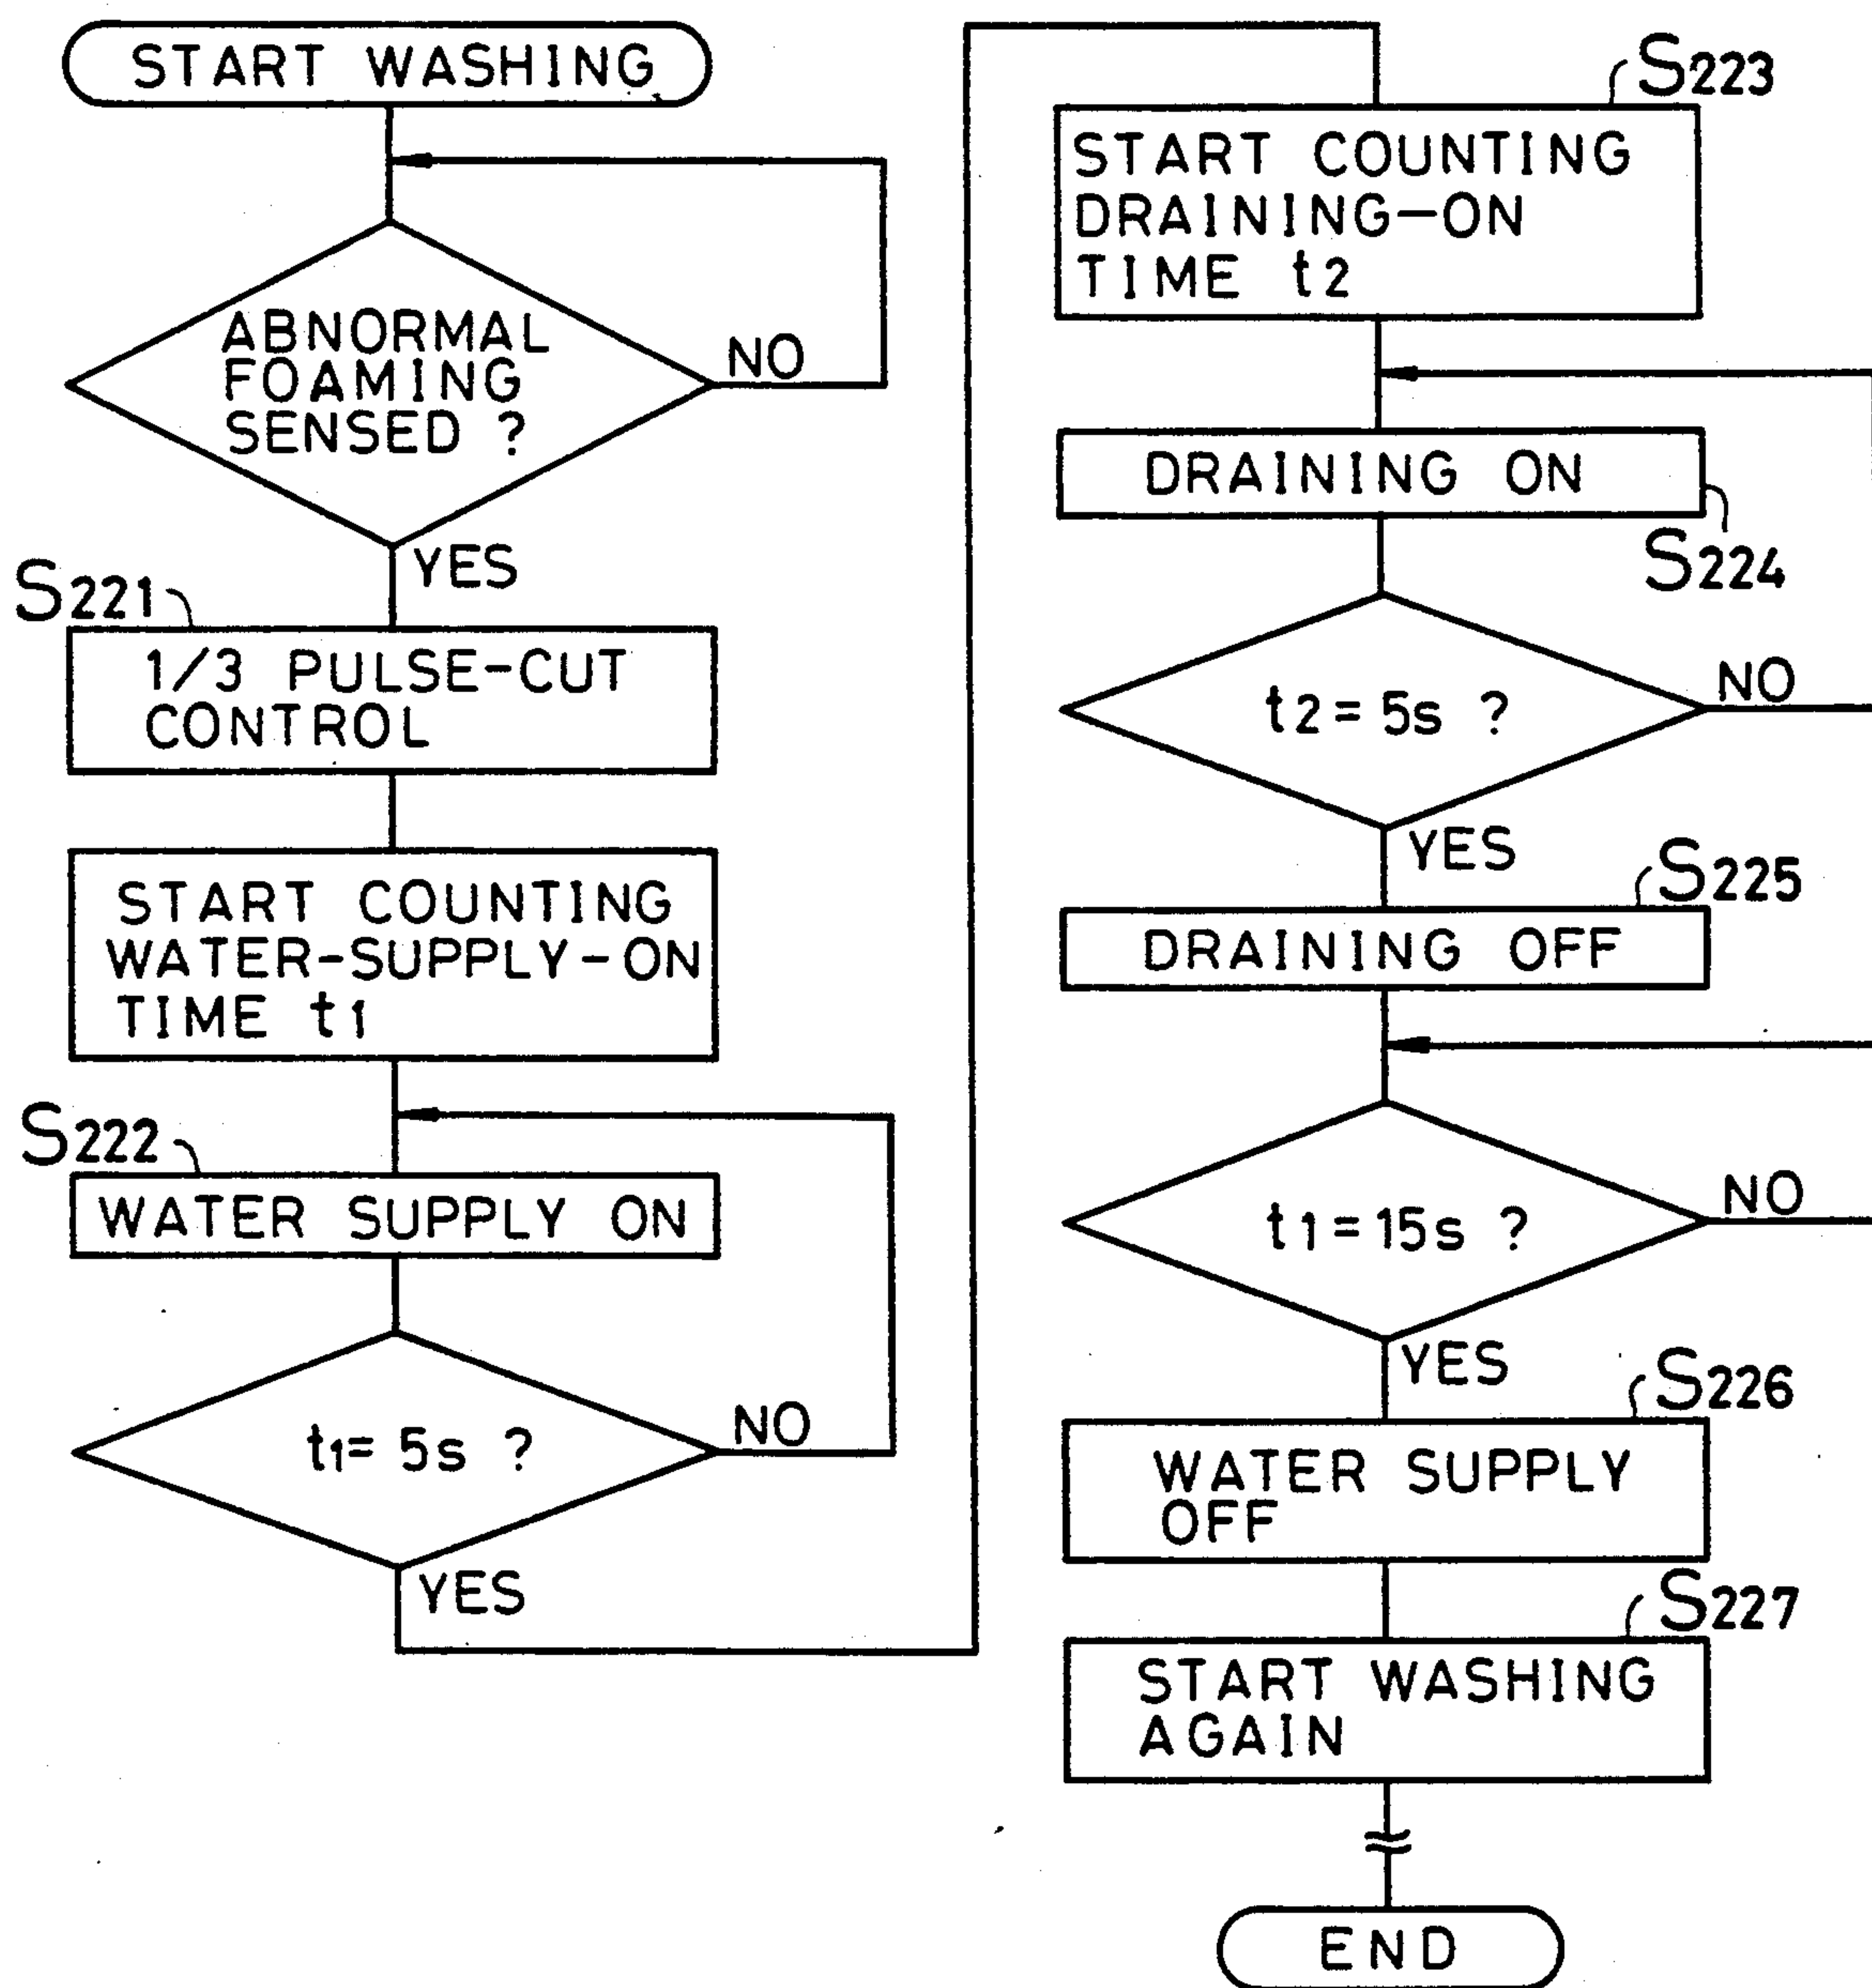 START WASHING
ABNORMAL
FOAMING
SENSED ?
NO
YES
S221
1/3 PULSE-CUT
CONTROL
START COUNTING
WATER-SUPPLY-ON
TIME t1
S222
WATER SUPPLY ON
t1= 5s ?
NO
YES
S223
START COUNTING
DRAINING-ON
TIME t2
DRAINING ON
S224
t2= 5s ?
NO
YES
S225
DRAINING OFF
t1=15s ?
NO
YES
S226
WATER SUPPLY
OFF
S227
START WASHING
AGAIN
END